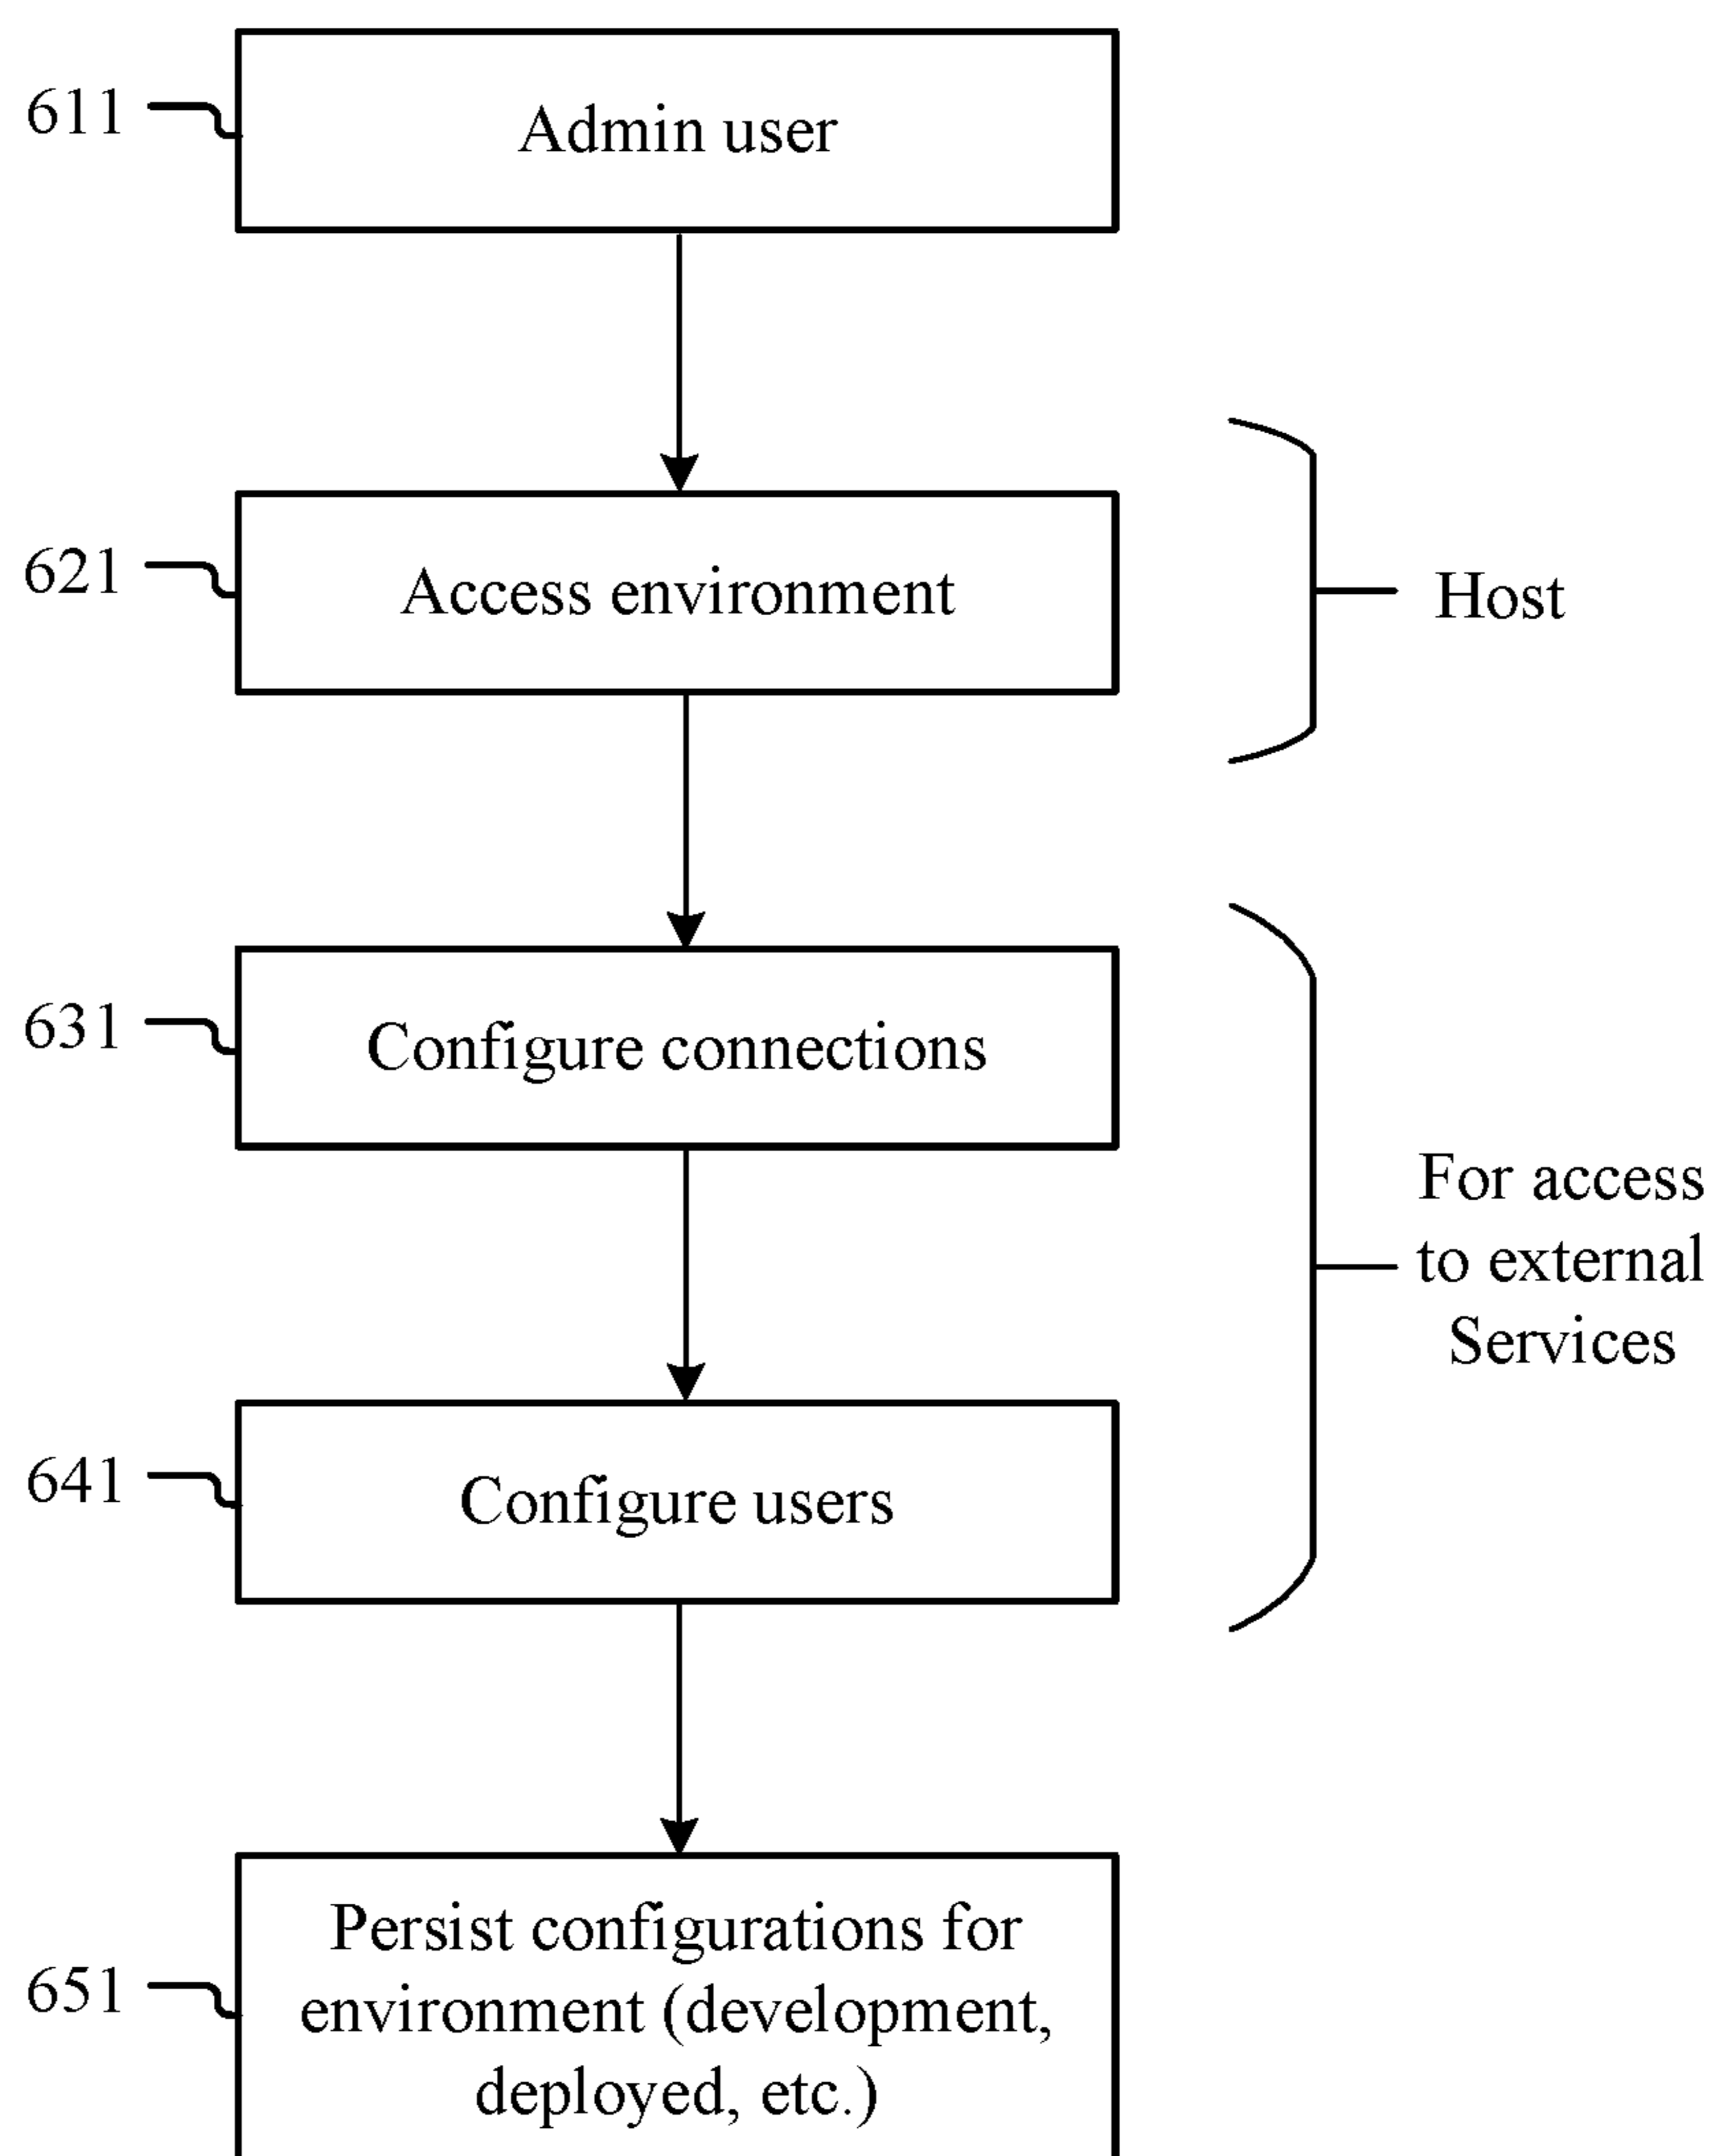 611
Admin user
621
Access environment
Host
631
Configure connections
For access
to external
Services
641
Configure users
651
Persist configurations for
environment (development,
deployed, etc.)